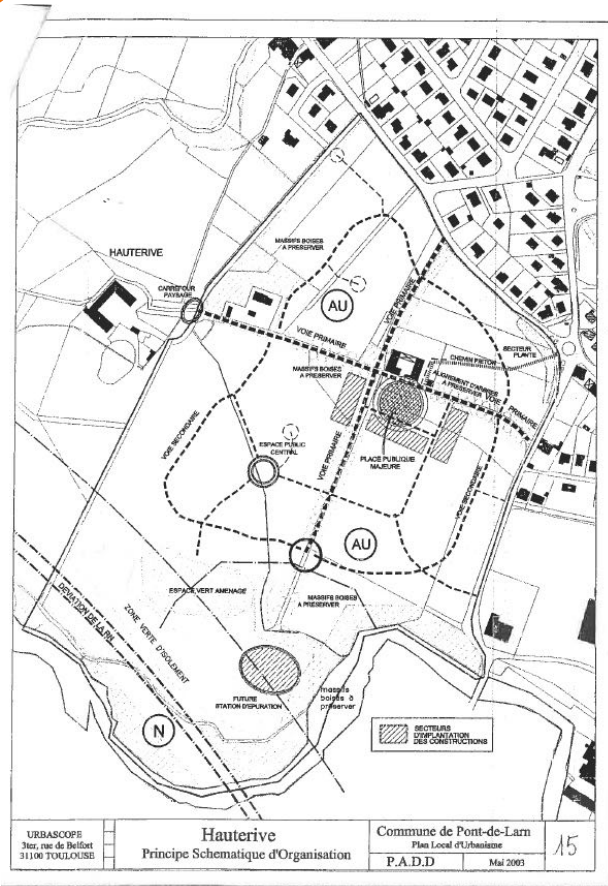 MASSIFS BOISES
A PRESERVER
HAUTERIVE
CARREFOUR
PAYSAGE
AU
VOIE PRIMAIRE
VOIE PRIMAIRE
SECTEUR
PLANTE
CHEMIN PIETON
MASSIFS BOISES
A PRESERVER
ALIGNEMENT D'ARBRES
A PRESERVER
VOIE PRIMAIRE
VOIE SECONDAIRE
ESPACE PUBLIC
CENTRAL
VOIE PRIMAIRE
PLACE PUBLIQUE
MAJEURE
VOIE SECONDAIRE
AU
ESPACE VERT AMENAGE
MASSIFS BOISES
A PRESERVER
DEVIATION DE LA RN
ZONE VERTE D'ISOLEMENT
FUTURE
STATION D'EPURATION
massifs
boisés à
préserver
N
SECTEURS
D'IMPLANTATION
DES CONSTRUCTIONS
URBASCOPE
3ter, rue de Belfort
31100 TOULOUSE
Hauterive
Principe Schematique d'Organisation
Commune de Pont-de-Larn
Plan Local d'Urbanisme
P.A.D.D
Mai 2003
15